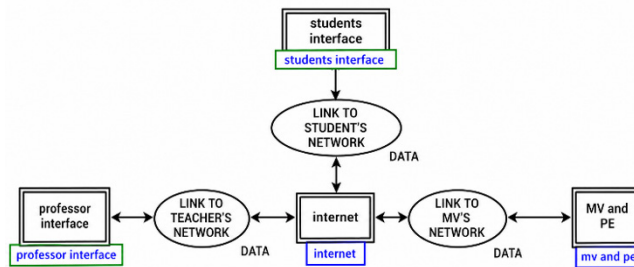 students
interface
students interface
LINK TO
STUDENT'S
NETWORK
DATA
professor
interface
professor interface
LINK TO
TEACHER'S
NETWORK
DATA
internet
internet
LINK TO
MV'S
NETWORK
DATA
MV and
PE
mv and pe